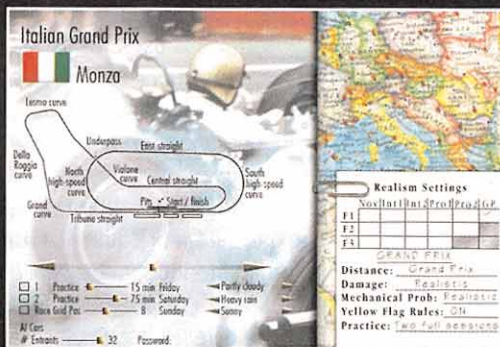 Italian Grand Prix
Monza
Lesmo curve
Underpass
East straight
Della
Roggia
curve
North
high-speed
curve
Vialone
curve
Central straight
South
high-speed
curve
Grand
curve
Pits
Start / finish
Tribune straight
1 Practice 15 min Friday Partly cloudy
2 Practice 75 min Saturday Heavy rain
Race Grid Pos 8 Sunday Sunny
AI Cars
# Entrants 32 Password:
Realism Settings
Nov Int1 Int2 Pro1 Pro2 G.P.
F1
F2
F3
GRAND PRIX
Distance: Grand Prix
Damage: Realistic
Mechanical Prob: Realistic
Yellow Flag Rules: ON
Practice: Two full sessions